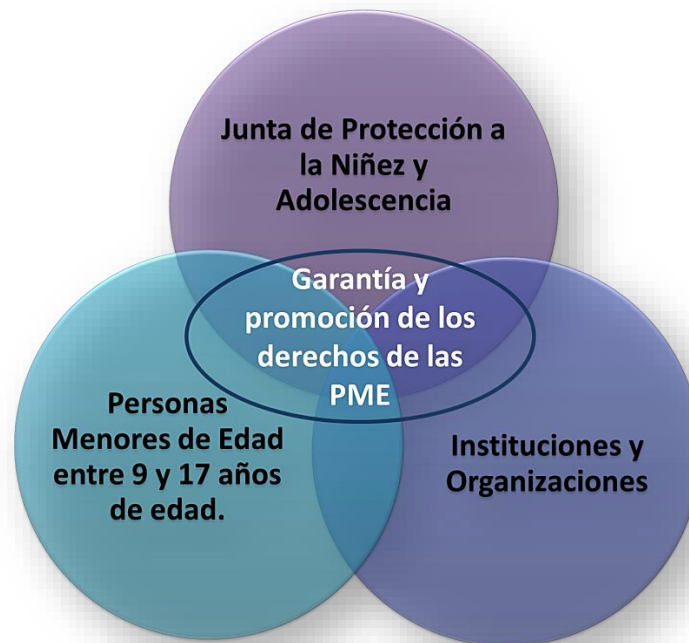 Junta de Protección a
la Niñez y
Adolescencia
Garantía y
promoción de los
derechos de las
PME
Personas
Menores de Edad
entre 9 y 17 años
de edad.
Instituciones y
Organizaciones